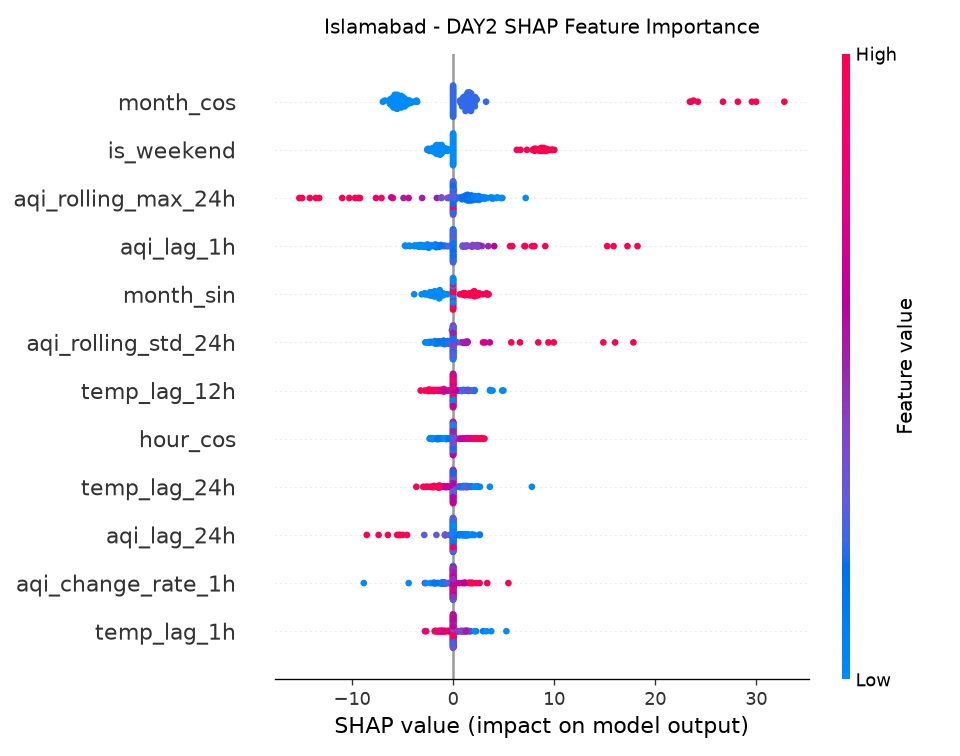 Islamabad - DAY2 SHAP Feature Importance
High
month_cos
is_weekend
aqi_rolling_max_24h
aqi_lag_1h
month_sin
aqi_rolling_std_24h
temp_lag_12h
hour_cos
temp_lag_24h
aqi_lag_24h
aqi_change_rate_1h
temp_lag_1h
Feature value
Low
−10 0 10 20 30
SHAP value (impact on model output)